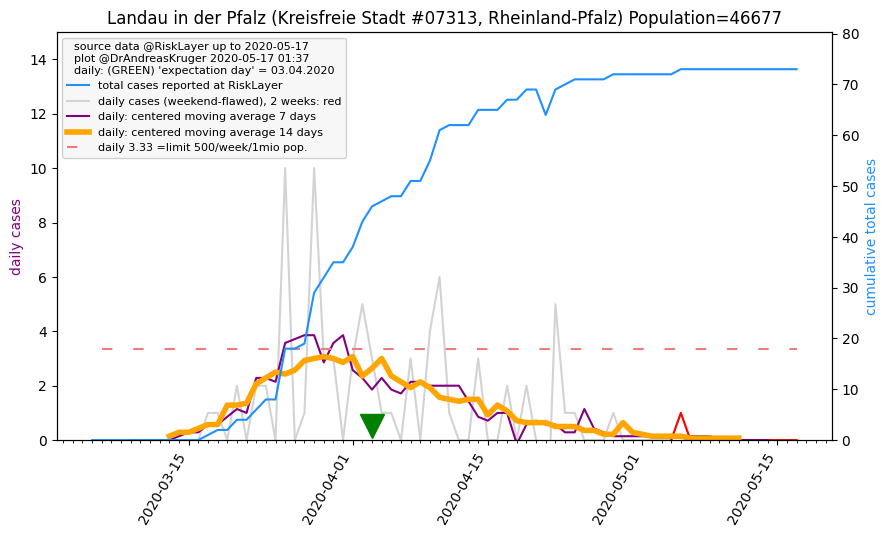 Landau in der Pfalz (Kreisfreie Stadt #07313, Rheinland-Pfalz) Population=46677
source data @RiskLayer up to 2020-05-17
plot @DrAndreasKruger 2020-05-17 01:37
daily: (GREEN) 'expectation day' = 03.04.2020
total cases reported at RiskLayer
daily cases (weekend-flawed), 2 weeks: red
daily: centered moving average 7 days
daily: centered moving average 14 days
daily 3.33 =limit 500/week/1mio pop.
daily cases
14
12
10
8
6
4
2
0
80
70
60
50
40
30
20
10
0
cumulative total cases
2020-03-15
2020-04-01
2020-04-15
2020-05-01
2020-05-15